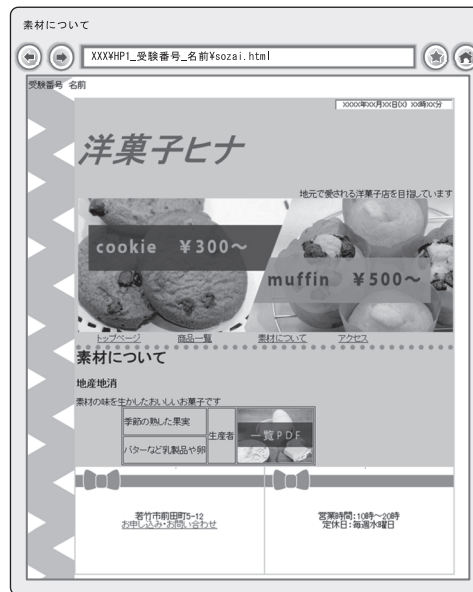 素材について
XXX¥HP1_受験番号_名前¥sozai.html
受験番号 名前
XXXX年XX月XX日(X) XX時XX分
洋菓子ヒナ
地元で愛される洋菓子店を目指しています
cookie ¥300～
muffin ¥500～
トップページ 商品一覧 素材について アクセス
素材について
地産地消
素材の味を生かしたおいしいお菓子です
季節の熟した果実
バターなど乳製品や卵
生産者
一覧PDF
若竹市前田町5-12
お申し込み・お問い合わせ
営業時間:10時～20時
定休日:毎週水曜日